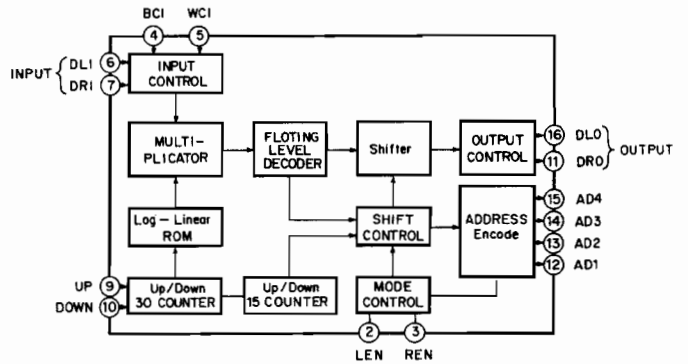 BCI WCI
4 5
INPUT
DLI 6
DRI 7
INPUT
CONTROL
MULTI-
PLICATOR
FLOTING
LEVEL
DECODER
Shifter
OUTPUT
CONTROL
16 DLO
11 DRO
OUTPUT
Log-Linear
ROM
SHIFT
CONTROL
ADDRESS
Encode
15 AD4
14 AD3
13 AD2
12 AD1
UP 9
DOWN 10
Up/Down
30 COUNTER
Up/Down
15 COUNTER
MODE
CONTROL
2 3
LEN REN